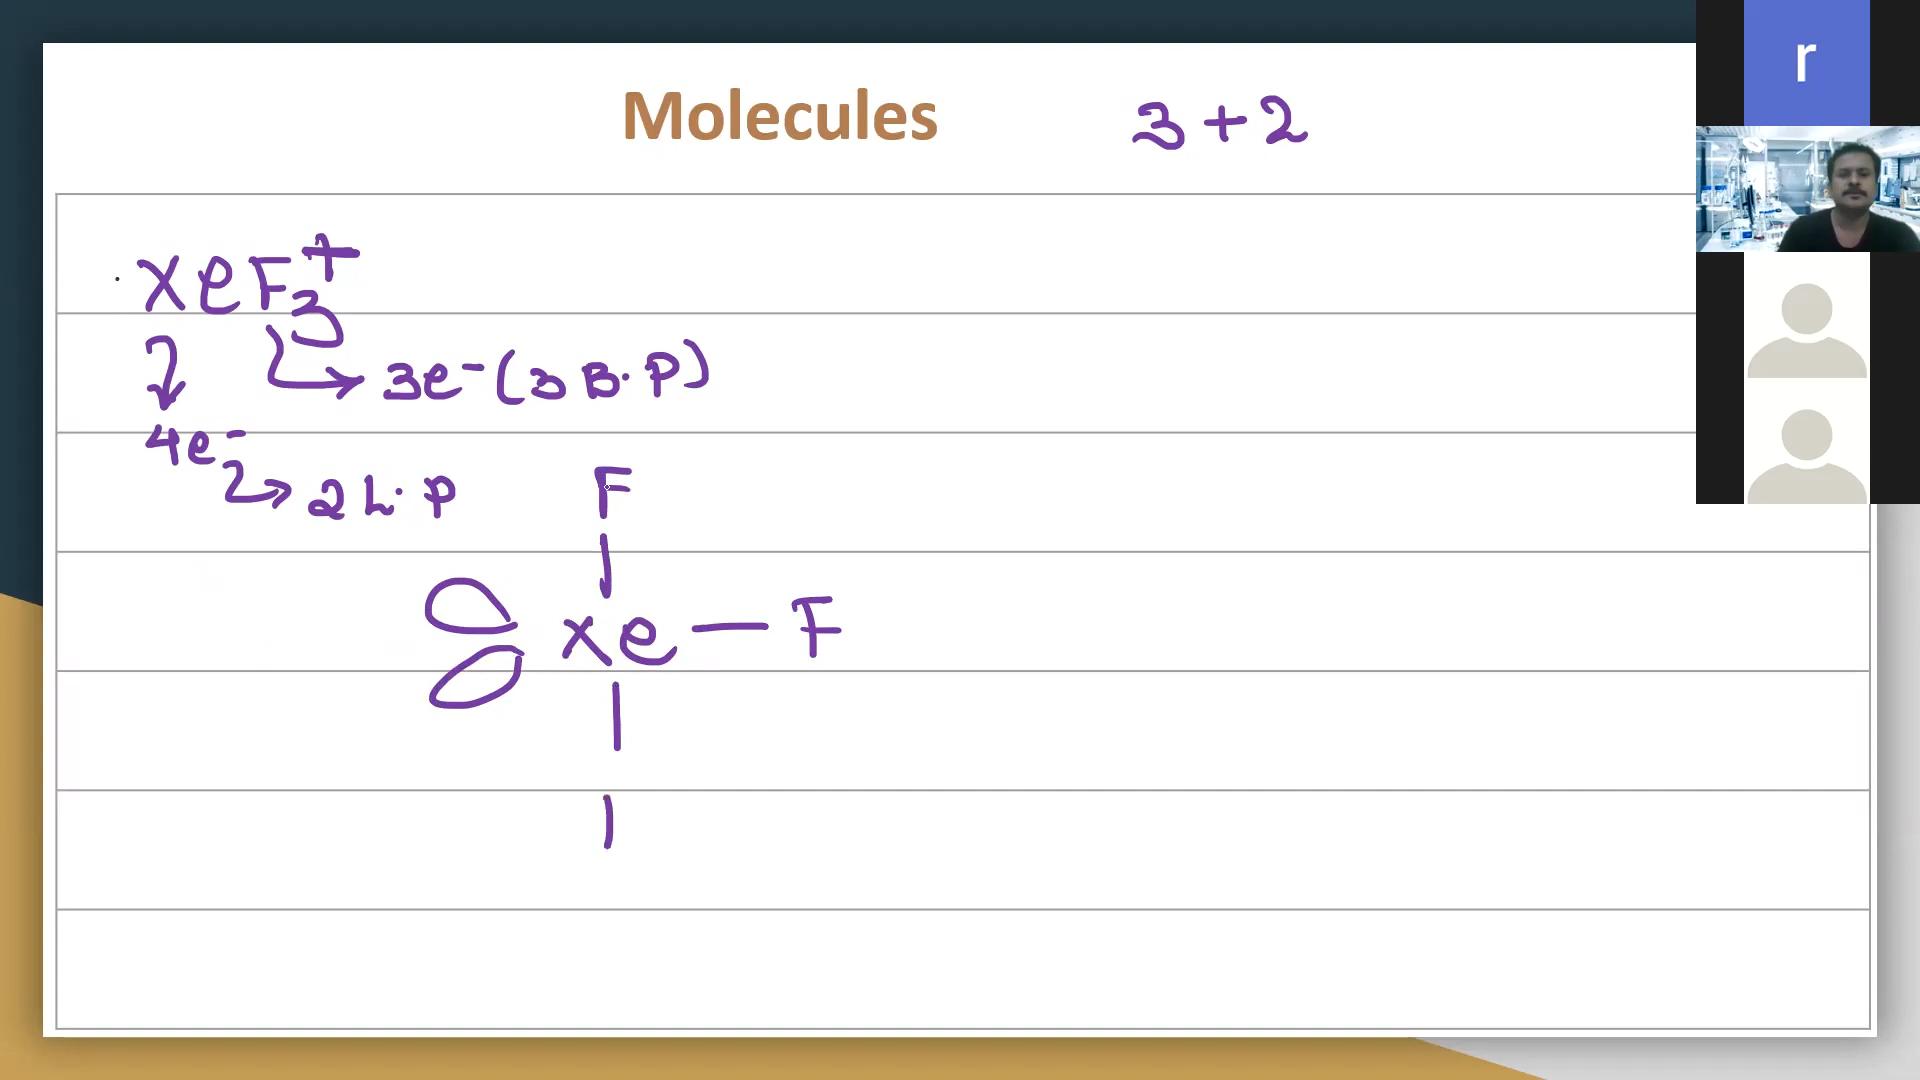 Molecules 3 + 2
r
XeF3+
3e- (3 B.P)
4e-
2 L.P
F
Xe — F